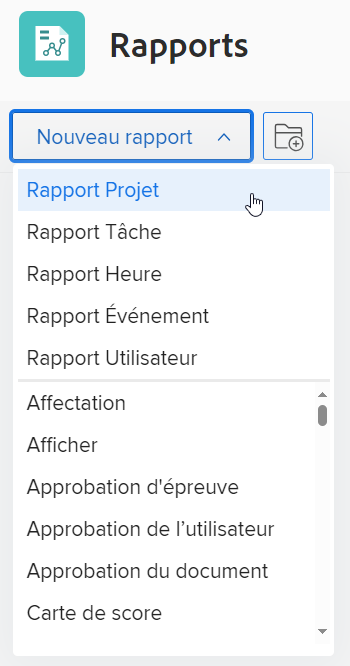 Rapports
Nouveau rapport
Rapport Projet
Rapport Tâche
Rapport Heure
Rapport Événement
Rapport Utilisateur
Affectation
Afficher
Approbation d'épreuve
Approbation de l’utilisateur
Approbation du document
Carte de score